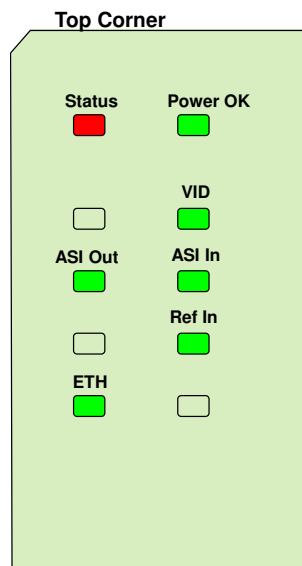 Top Corner
Status Power OK
VID
ASI Out ASI In
Ref In
ETH